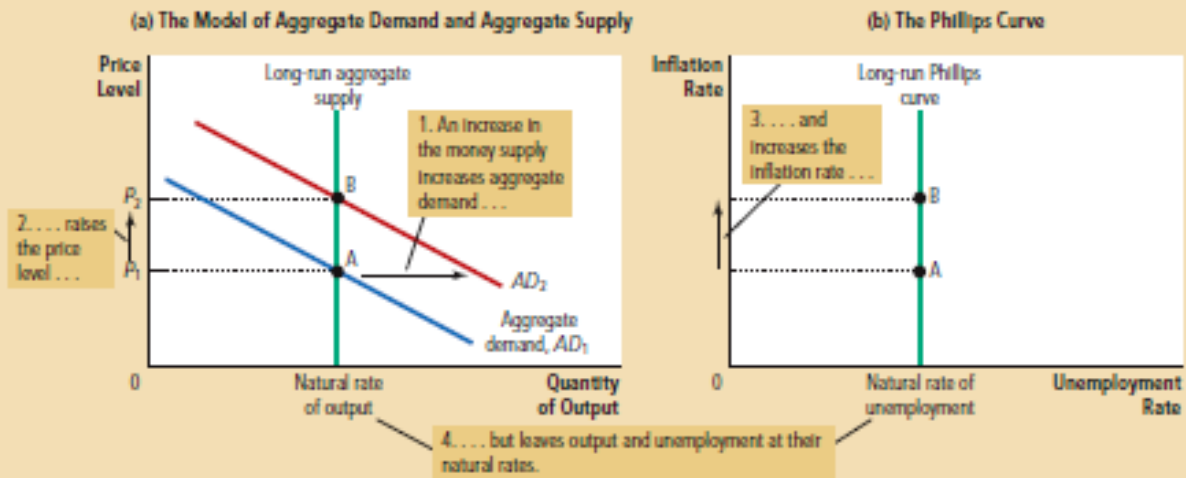 (a) The Model of Aggregate Demand and Aggregate Supply
Price
Level
Long-run aggregate
supply
1. An increase in
the money supply
increases aggregate
demand . . .
B
P₂
2. . . . raises
the price
level . . .
P₁
A
AD₂
Aggregate
demand, AD₁
0
Natural rate
of output
Quantity
of Output
(b) The Phillips Curve
Inflation
Rate
Long-run Phillips
curve
3. . . . and
increases the
inflation rate . . .
B
A
0
Natural rate of
unemployment
Unemployment
Rate
4. . . . but leaves output and unemployment at their
natural rates.